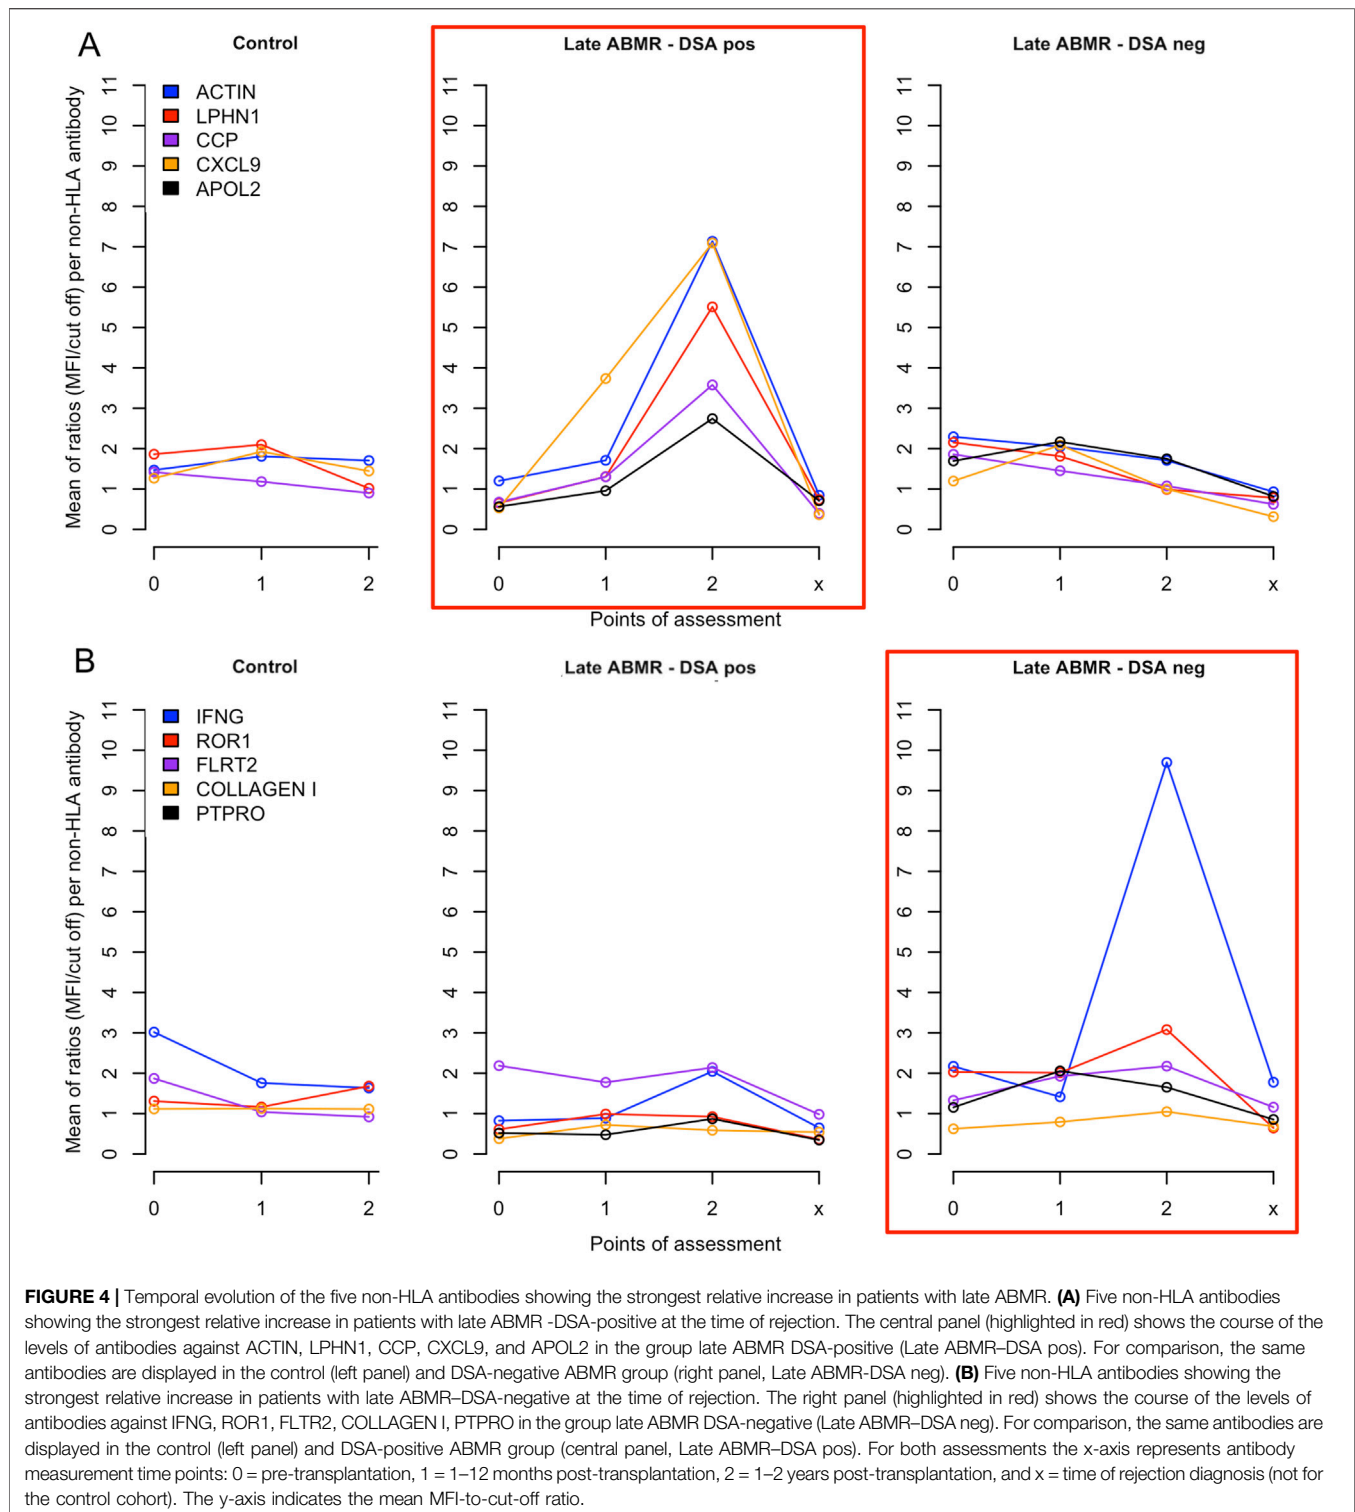 A
Control
Late ABMR - DSA pos
Late ABMR - DSA neg
Mean of ratios (MFI/cut off) per non-HLA antibody
11
10
9
8
7
6
5
4
3
2
1
0
ACTIN
LPHN1
CCP
CXCL9
APOL2
0 1 2
11
10
9
8
7
6
5
4
3
2
1
0
0 1 2 x
11
10
9
8
7
6
5
4
3
2
1
0
0 1 2 x
Points of assessment
B
Control
Late ABMR - DSA pos
Late ABMR - DSA neg
Mean of ratios (MFI/cut off) per non-HLA antibody
11
10
9
8
7
6
5
4
3
2
1
0
IFNG
ROR1
FLRT2
COLLAGEN I
PTPRO
0 1 2
11
10
9
8
7
6
5
4
3
2
1
0
0 1 2 x
11
10
9
8
7
6
5
4
3
2
1
0
0 1 2 x
Points of assessment
FIGURE 4 | Temporal evolution of the five non-HLA antibodies showing the strongest relative increase in patients with late ABMR. (A) Five non-HLA antibodies
showing the strongest relative increase in patients with late ABMR -DSA-positive at the time of rejection. The central panel (highlighted in red) shows the course of the
levels of antibodies against ACTIN, LPHN1, CCP, CXCL9, and APOL2 in the group late ABMR DSA-positive (Late ABMR–DSA pos). For comparison, the same
antibodies are displayed in the control (left panel) and DSA-negative ABMR group (right panel, Late ABMR-DSA neg). (B) Five non-HLA antibodies showing the
strongest relative increase in patients with late ABMR–DSA-negative at the time of rejection. The right panel (highlighted in red) shows the course of the levels of
antibodies against IFNG, ROR1, FLTR2, COLLAGEN I, PTPRO in the group late ABMR DSA-negative (Late ABMR–DSA neg). For comparison, the same antibodies are
displayed in the control (left panel) and DSA-positive ABMR group (central panel, Late ABMR–DSA pos). For both assessments the x-axis represents antibody
measurement time points: 0 = pre-transplantation, 1 = 1–12 months post-transplantation, 2 = 1–2 years post-transplantation, and x = time of rejection diagnosis (not for
the control cohort). The y-axis indicates the mean MFI-to-cut-off ratio.